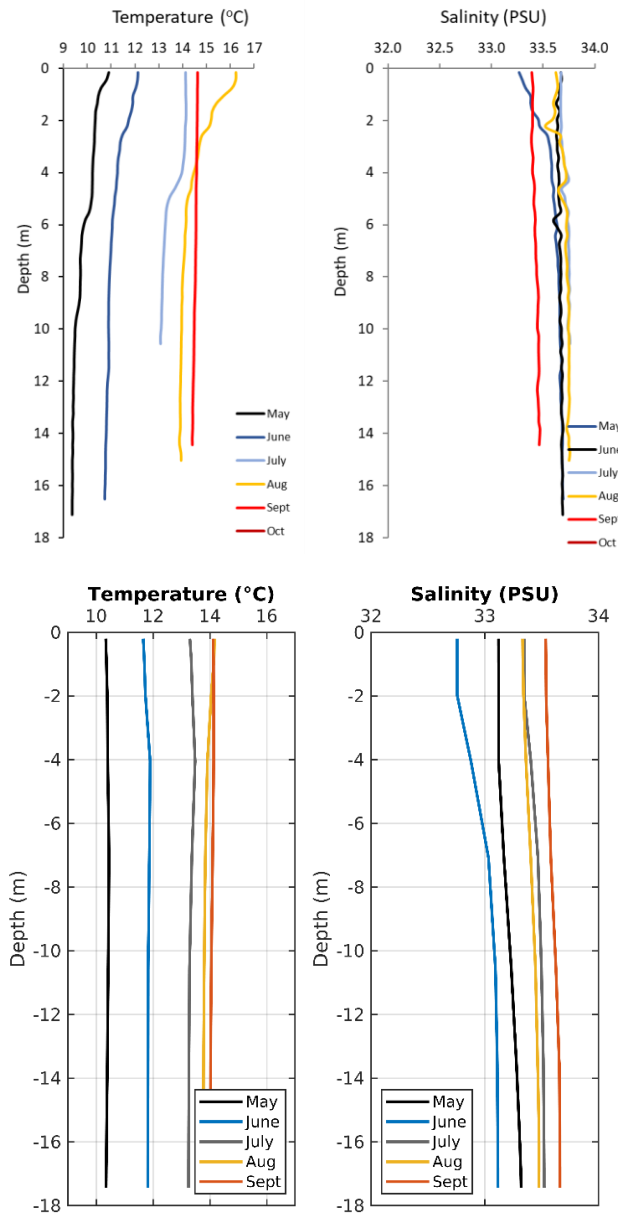 Temperature (°C)
9 10 11 12 13 14 15 16 17
0
2
4
6
8
10
12
14
16
18
Depth (m)
May
June
July
Aug
Sept
Oct
Salinity (PSU)
32.0 32.5 33.0 33.5 34.0
0
2
4
6
8
10
12
14
16
18
Depth (m)
May
June
July
Aug
Sept
Oct
Temperature (°C)
10 12 14 16
0
-2
-4
-6
-8
-10
-12
-14
-16
-18
Depth (m)
May
June
July
Aug
Sept
Salinity (PSU)
32 33 34
0
-2
-4
-6
-8
-10
-12
-14
-16
-18
Depth (m)
May
June
July
Aug
Sept